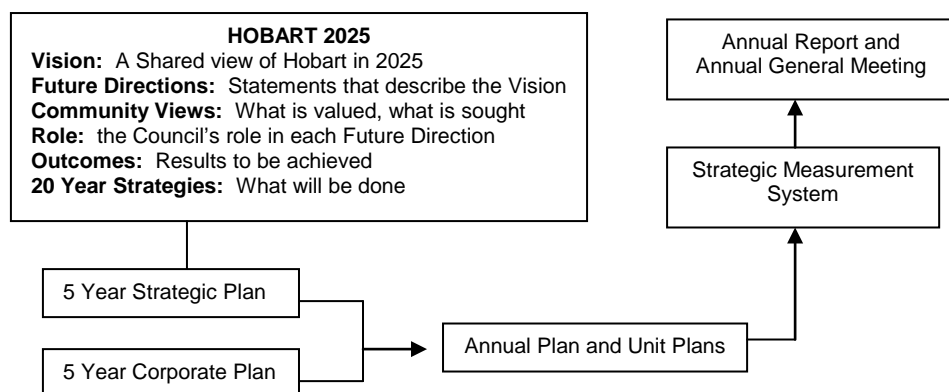 HOBART 2025
Vision: A Shared view of Hobart in 2025
Future Directions: Statements that describe the Vision
Community Views: What is valued, what is sought
Role: the Council's role in each Future Direction
Outcomes: Results to be achieved
20 Year Strategies: What will be done
Annual Report and
Annual General Meeting
Strategic Measurement
System
5 Year Strategic Plan
Annual Plan and Unit Plans
5 Year Corporate Plan